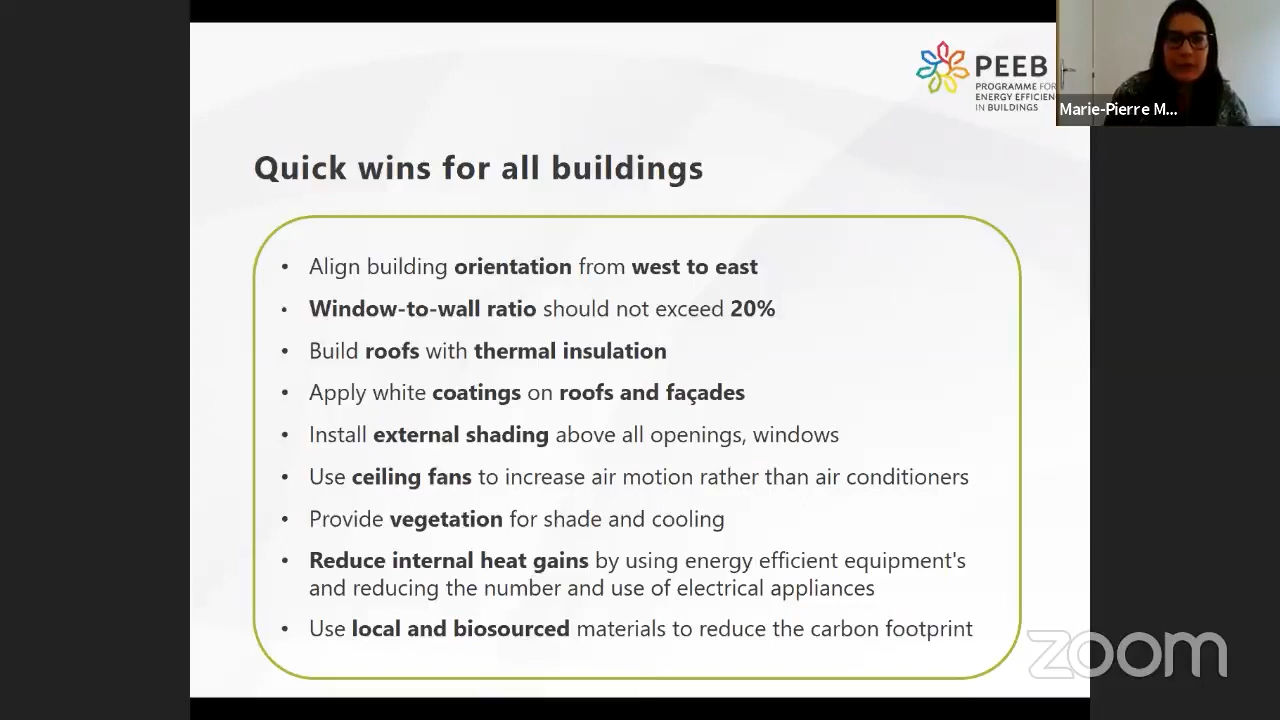 PEEB
PROGRAMME FOR
ENERGY EFFICIEN
IN BUILDINGS
Marie-Pierre M...
Quick wins for all buildings
• Align building orientation from west to east
• Window-to-wall ratio should not exceed 20%
• Build roofs with thermal insulation
• Apply white coatings on roofs and façades
• Install external shading above all openings, windows
• Use ceiling fans to increase air motion rather than air conditioners
• Provide vegetation for shade and cooling
• Reduce internal heat gains by using energy efficient equipment's
and reducing the number and use of electrical appliances
• Use local and biosourced materials to reduce the carbon footprint
zoom